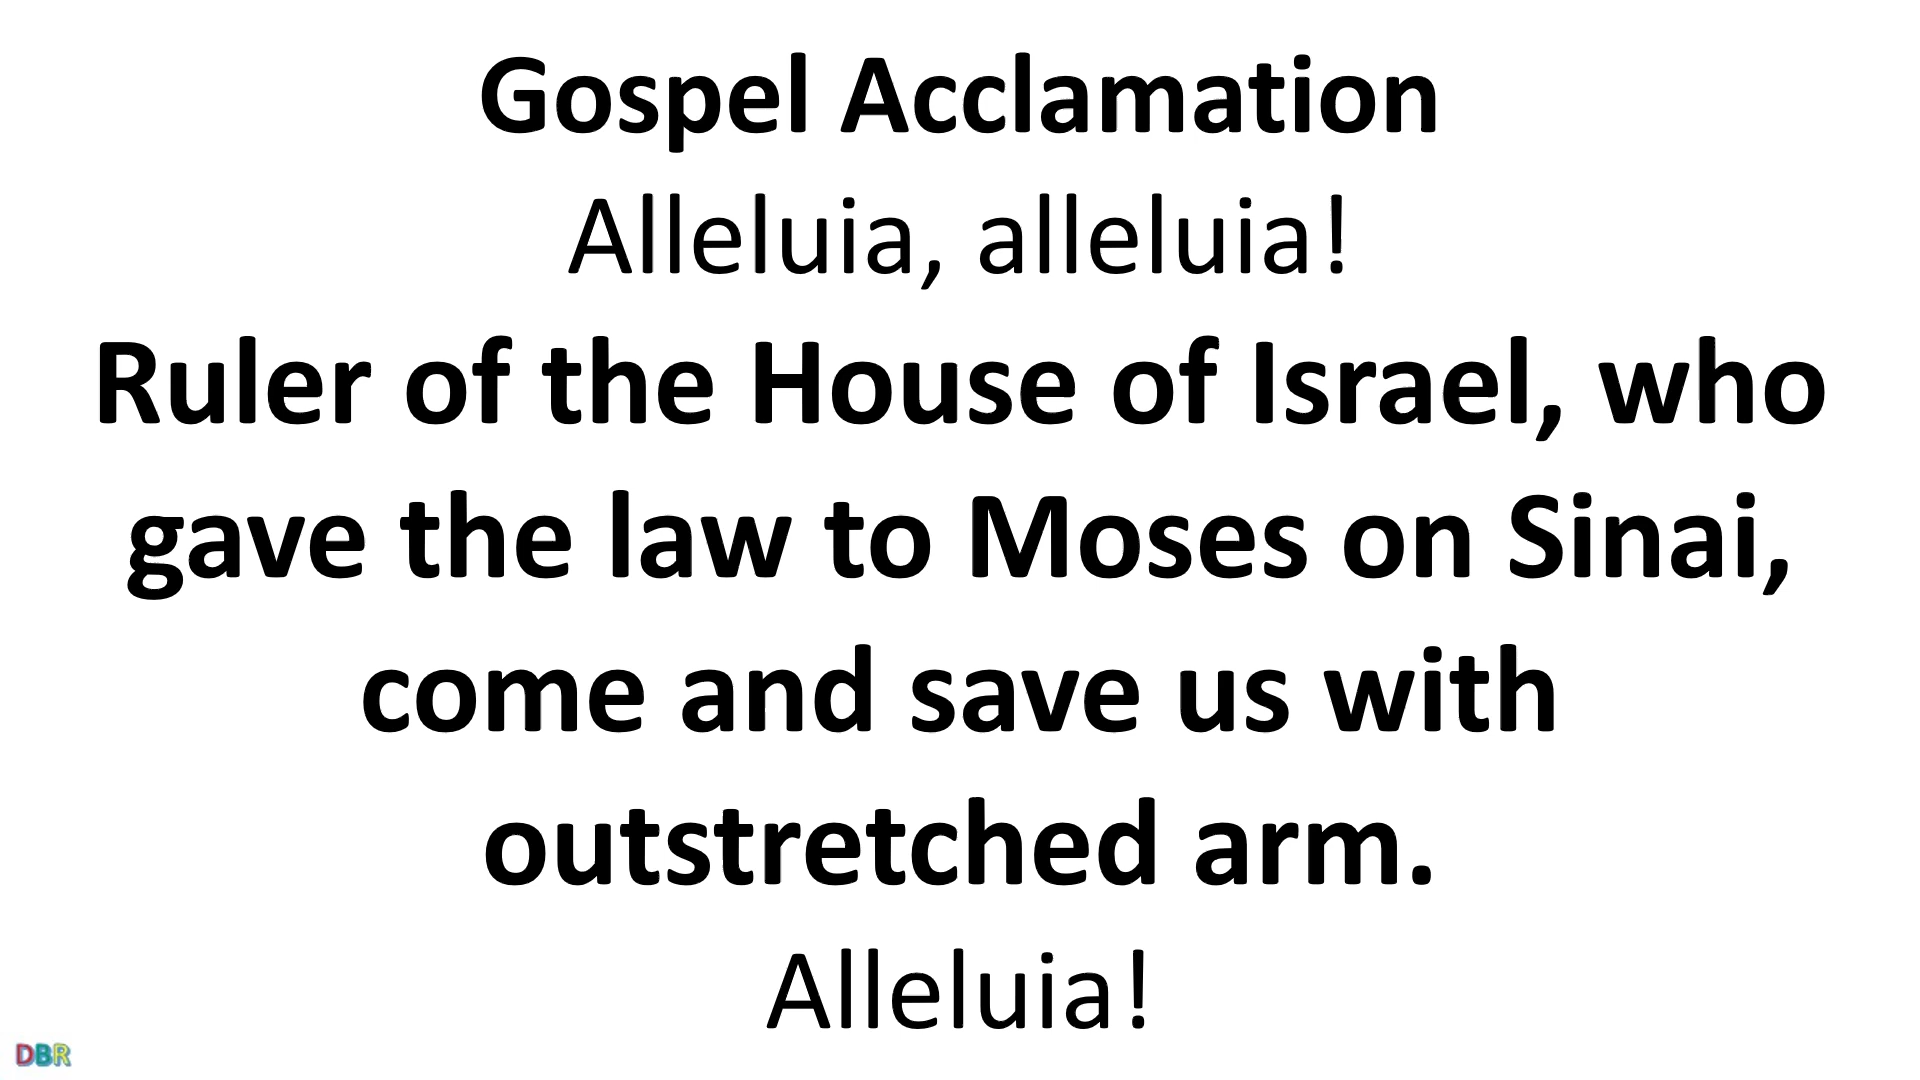 Gospel Acclamation
Alleluia, alleluia!
Ruler of the House of Israel, who
gave the law to Moses on Sinai,
come and save us with
outstretched arm.
Alleluia!
DBR